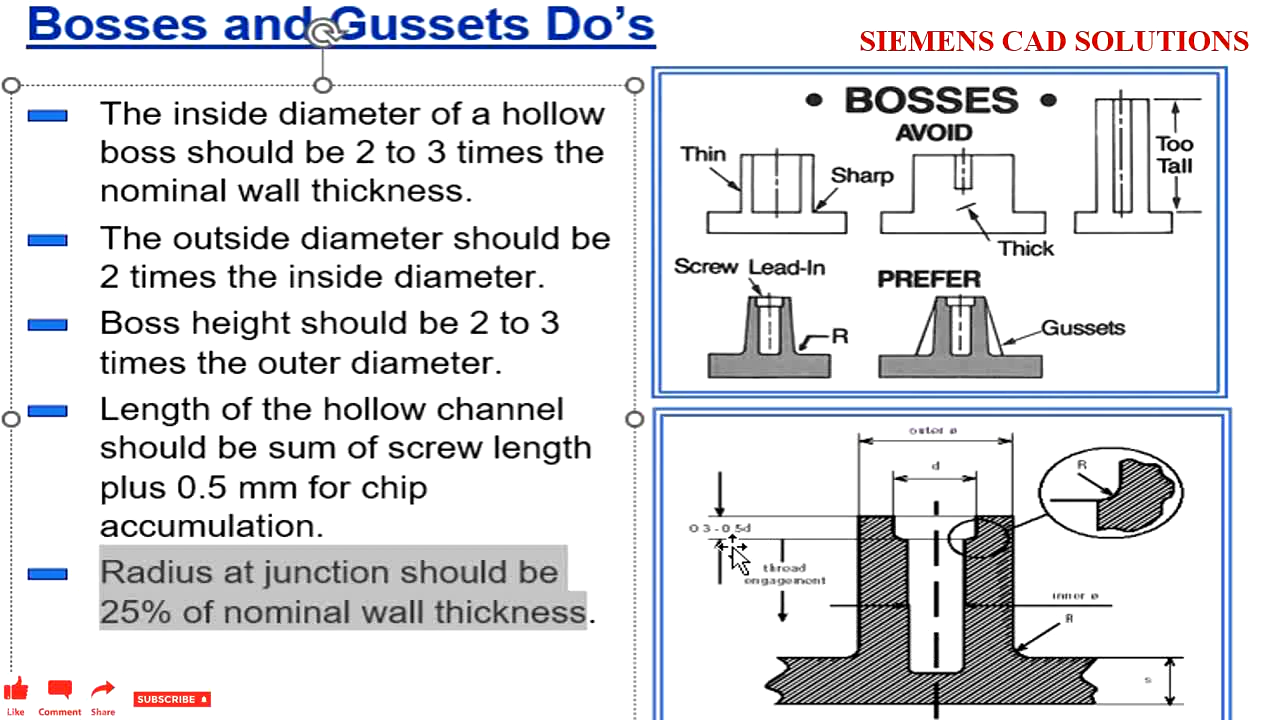 Bosses and Gussets Do’s
SIEMENS CAD SOLUTIONS
The inside diameter of a hollow
boss should be 2 to 3 times the
nominal wall thickness.
The outside diameter should be
2 times the inside diameter.
Boss height should be 2 to 3
times the outer diameter.
Length of the hollow channel
should be sum of screw length
plus 0.5 mm for chip
accumulation.
Radius at junction should be
25% of nominal wall thickness.
• BOSSES •
AVOID
Thin
Sharp
Thick
Too
Tall
Screw Lead-In
PREFER
R
Gussets
outer ø
d
R
0.3 - 0.5d
thread
engagement
inner ø
R
s
Like
Comment
Share
SUBSCRIBE